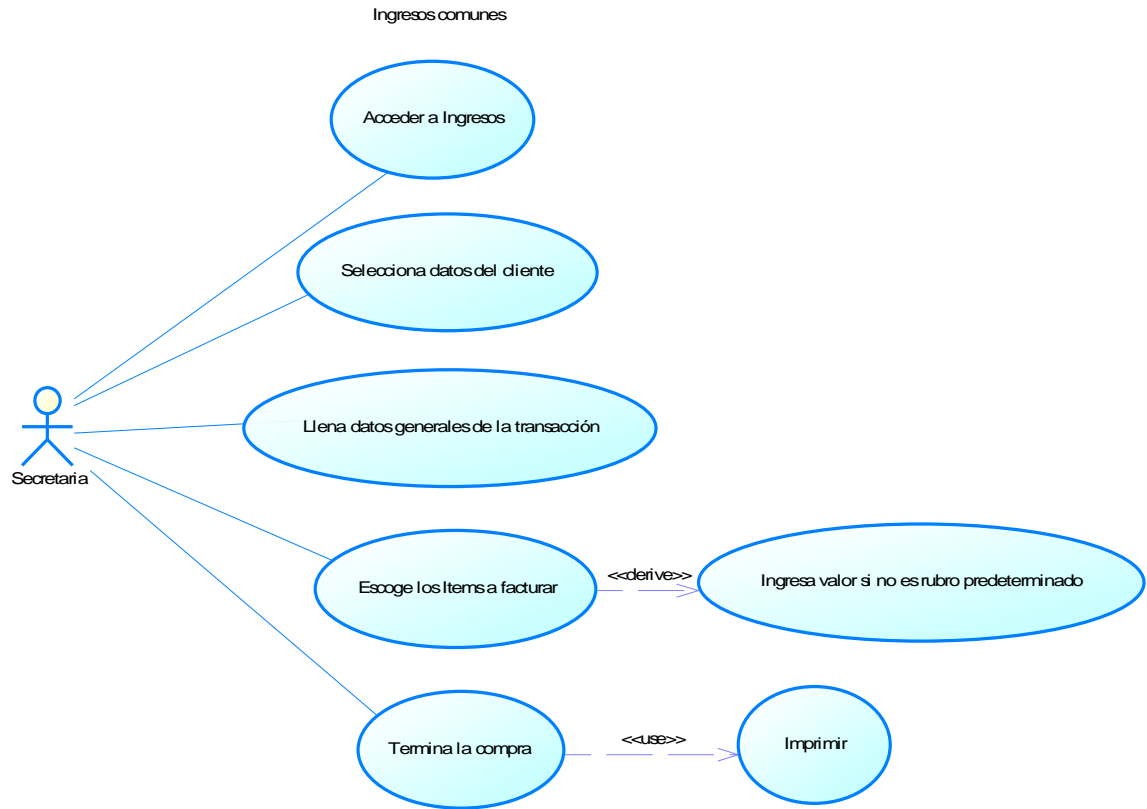 Ingresos comunes
Acceder a Ingresos
Selecciona datos del cliente
Llena datos generales de la transacción
Secretaria
Escoge los Items a facturar
<<derive>>
Ingresa valor si no es rubro predeterminado
Termina la compra
<<use>>
Imprimir